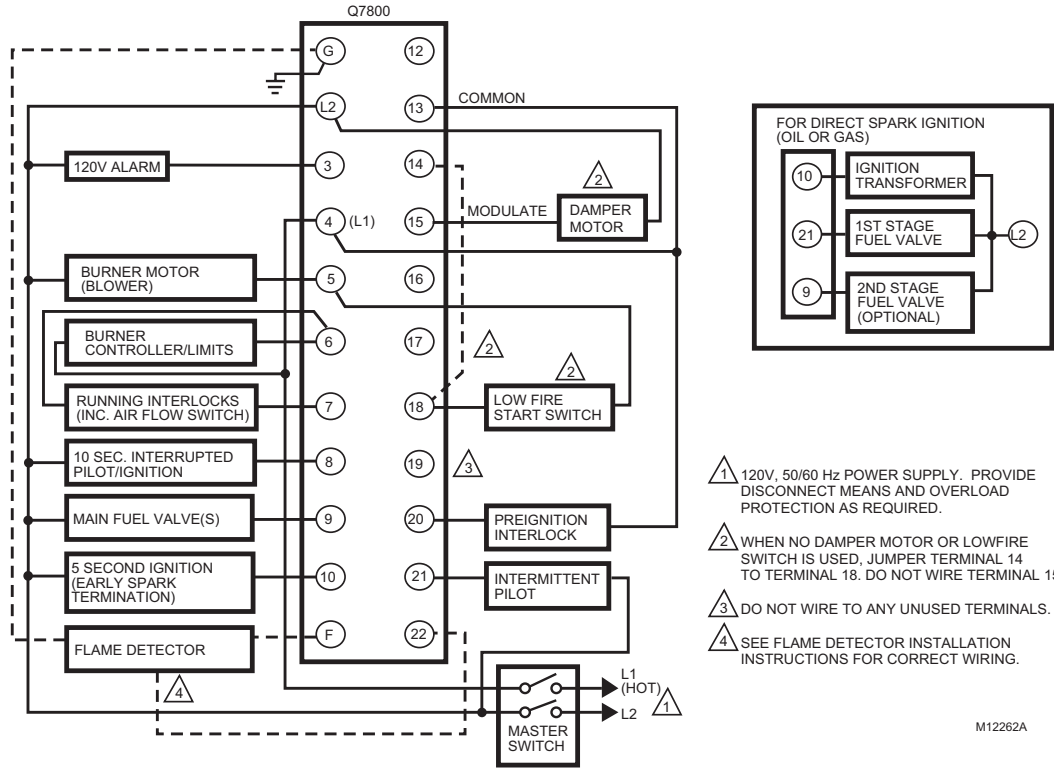 Q7800
G
12
L2
13
COMMON
120V ALARM
3
14
2
4
(L1)
15
MODULATE
DAMPER
MOTOR
BURNER MOTOR
(BLOWER)
5
16
BURNER
CONTROLLER/LIMITS
6
17
2
2
RUNNING INTERLOCKS
(INC. AIR FLOW SWITCH)
7
18
LOW FIRE
START SWITCH
10 SEC. INTERRUPTED
PILOT/IGNITION
8
19
3
MAIN FUEL VALVE(S)
9
20
PREIGNITION
INTERLOCK
5 SECOND IGNITION
(EARLY SPARK
TERMINATION)
10
21
INTERMITTENT
PILOT
FLAME DETECTOR
F
22
4
L1
(HOT)
1
L2
MASTER
SWITCH
FOR DIRECT SPARK IGNITION
(OIL OR GAS)
10
IGNITION
TRANSFORMER
21
1ST STAGE
FUEL VALVE
L2
9
2ND STAGE
FUEL VALVE
(OPTIONAL)
1 120V, 50/60 Hz POWER SUPPLY. PROVIDE
DISCONNECT MEANS AND OVERLOAD
PROTECTION AS REQUIRED.
2 WHEN NO DAMPER MOTOR OR LOWFIRE
SWITCH IS USED, JUMPER TERMINAL 14
TO TERMINAL 18. DO NOT WIRE TERMINAL 15
3 DO NOT WIRE TO ANY UNUSED TERMINALS.
4 SEE FLAME DETECTOR INSTALLATION
INSTRUCTIONS FOR CORRECT WIRING.
M12262A